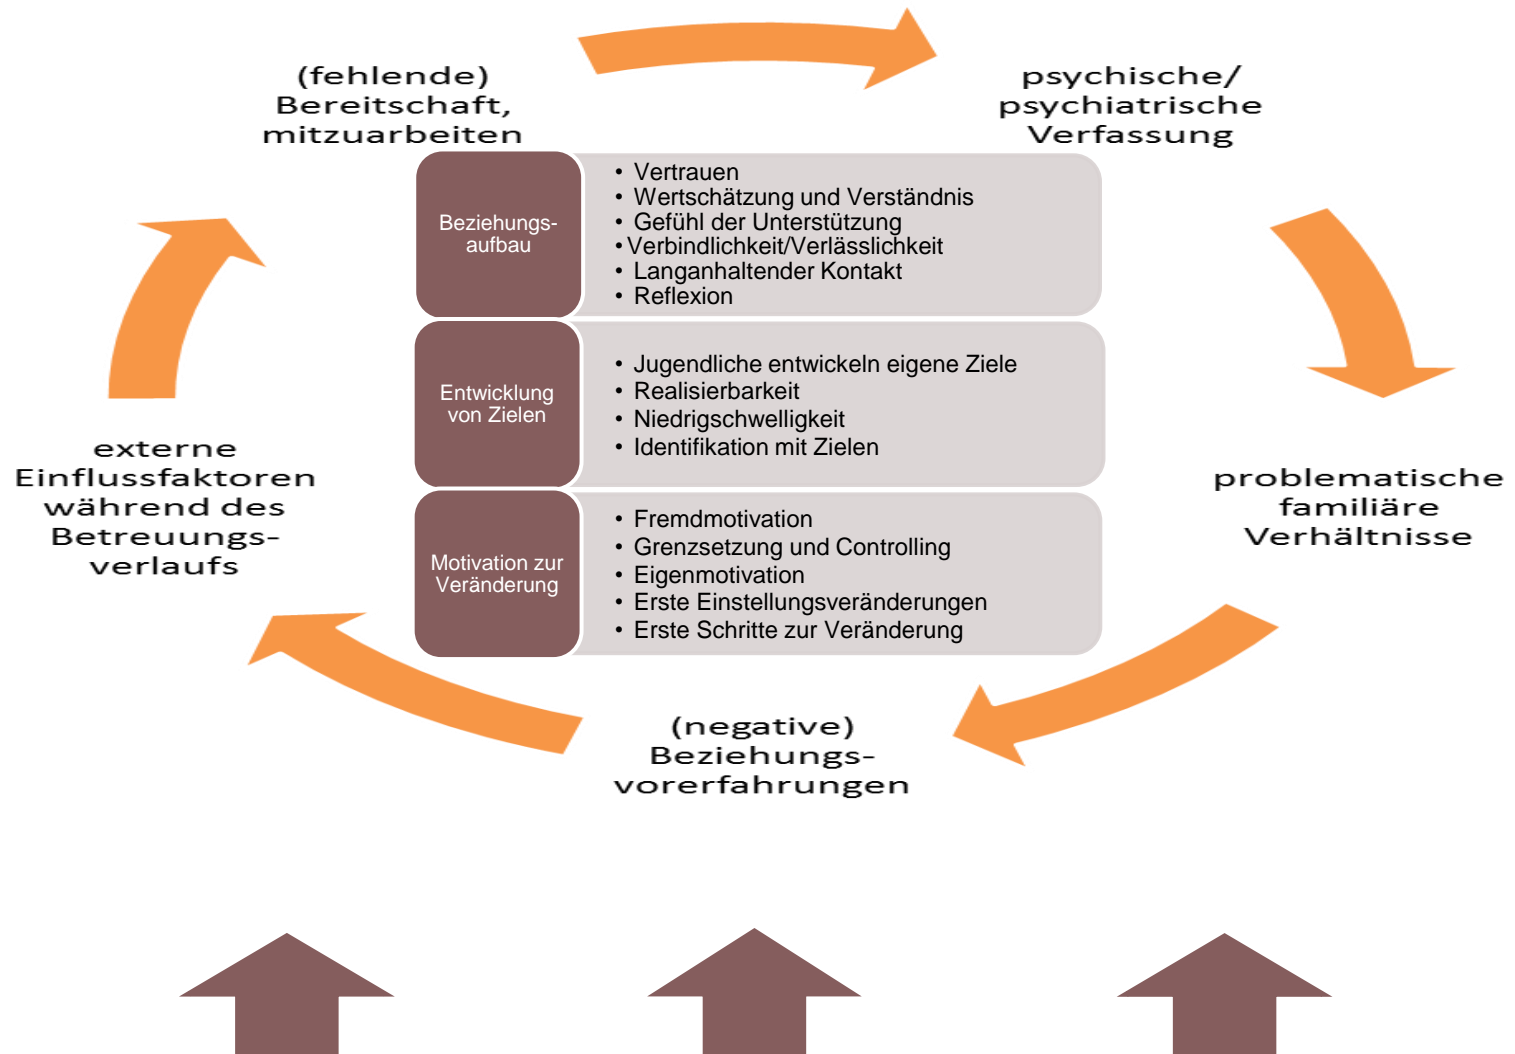 (fehlende)
Bereitschaft,
mitzuarbeiten
psychische/
psychiatrische
Verfassung
Beziehungs-
aufbau
• Vertrauen
• Wertschätzung und Verständnis
• Gefühl der Unterstützung
• Verbindlichkeit/Verlässlichkeit
• Langanhaltender Kontakt
• Reflexion
Entwicklung
von Zielen
• Jugendliche entwickeln eigene Ziele
• Realisierbarkeit
• Niedrigschwelligkeit
• Identifikation mit Zielen
Motivation zur
Veränderung
• Fremdmotivation
• Grenzsetzung und Controlling
• Eigenmotivation
• Erste Einstellungsveränderungen
• Erste Schritte zur Veränderung
externe
Einflussfaktoren
während des
Betreuungs-
verlaufs
problematische
familiäre
Verhältnisse
(negative)
Beziehungs-
vorerfahrungen